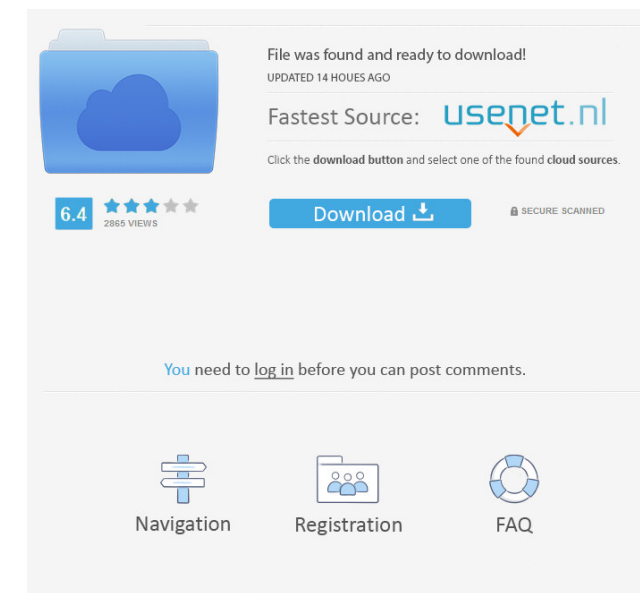 File was found and ready to download!
UPDATED 14 HOUES AGO
Fastest Source: usenet.nl
Click the download button and select one of the found cloud sources.
6.4
2865 VIEWS
Download
SECURE SCANNED
You need to log in before you can post comments.
Navigation
Registration
FAQ